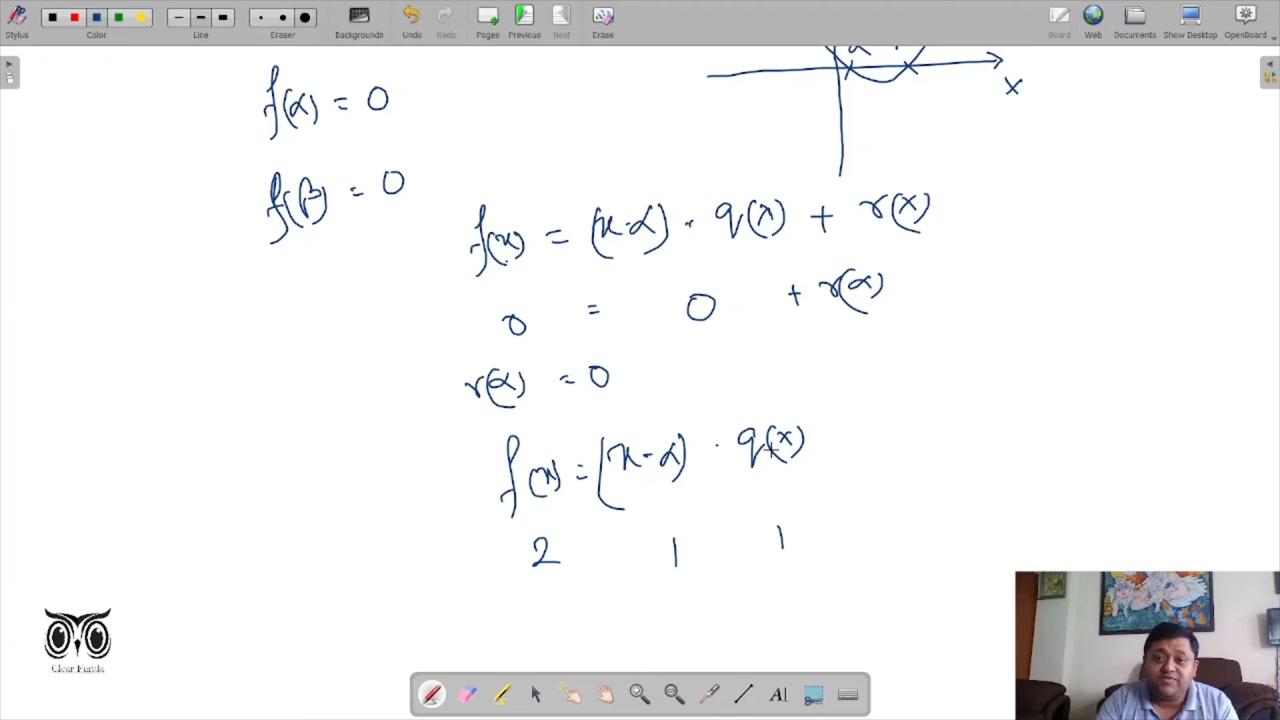 Stylus Color Line Eraser Backgrounds Undo Redo Pages Previous Next Erase Board Web Documents Show Desktop OpenBoard
α
x
f(α) = 0
f(β) = 0
f(x) = (x-α) · q(x) + r(x)
0 = 0 + r(α)
r(α) = 0
f(x) = (x-α) · q(x)
2 1 1
Clear Funda
AI